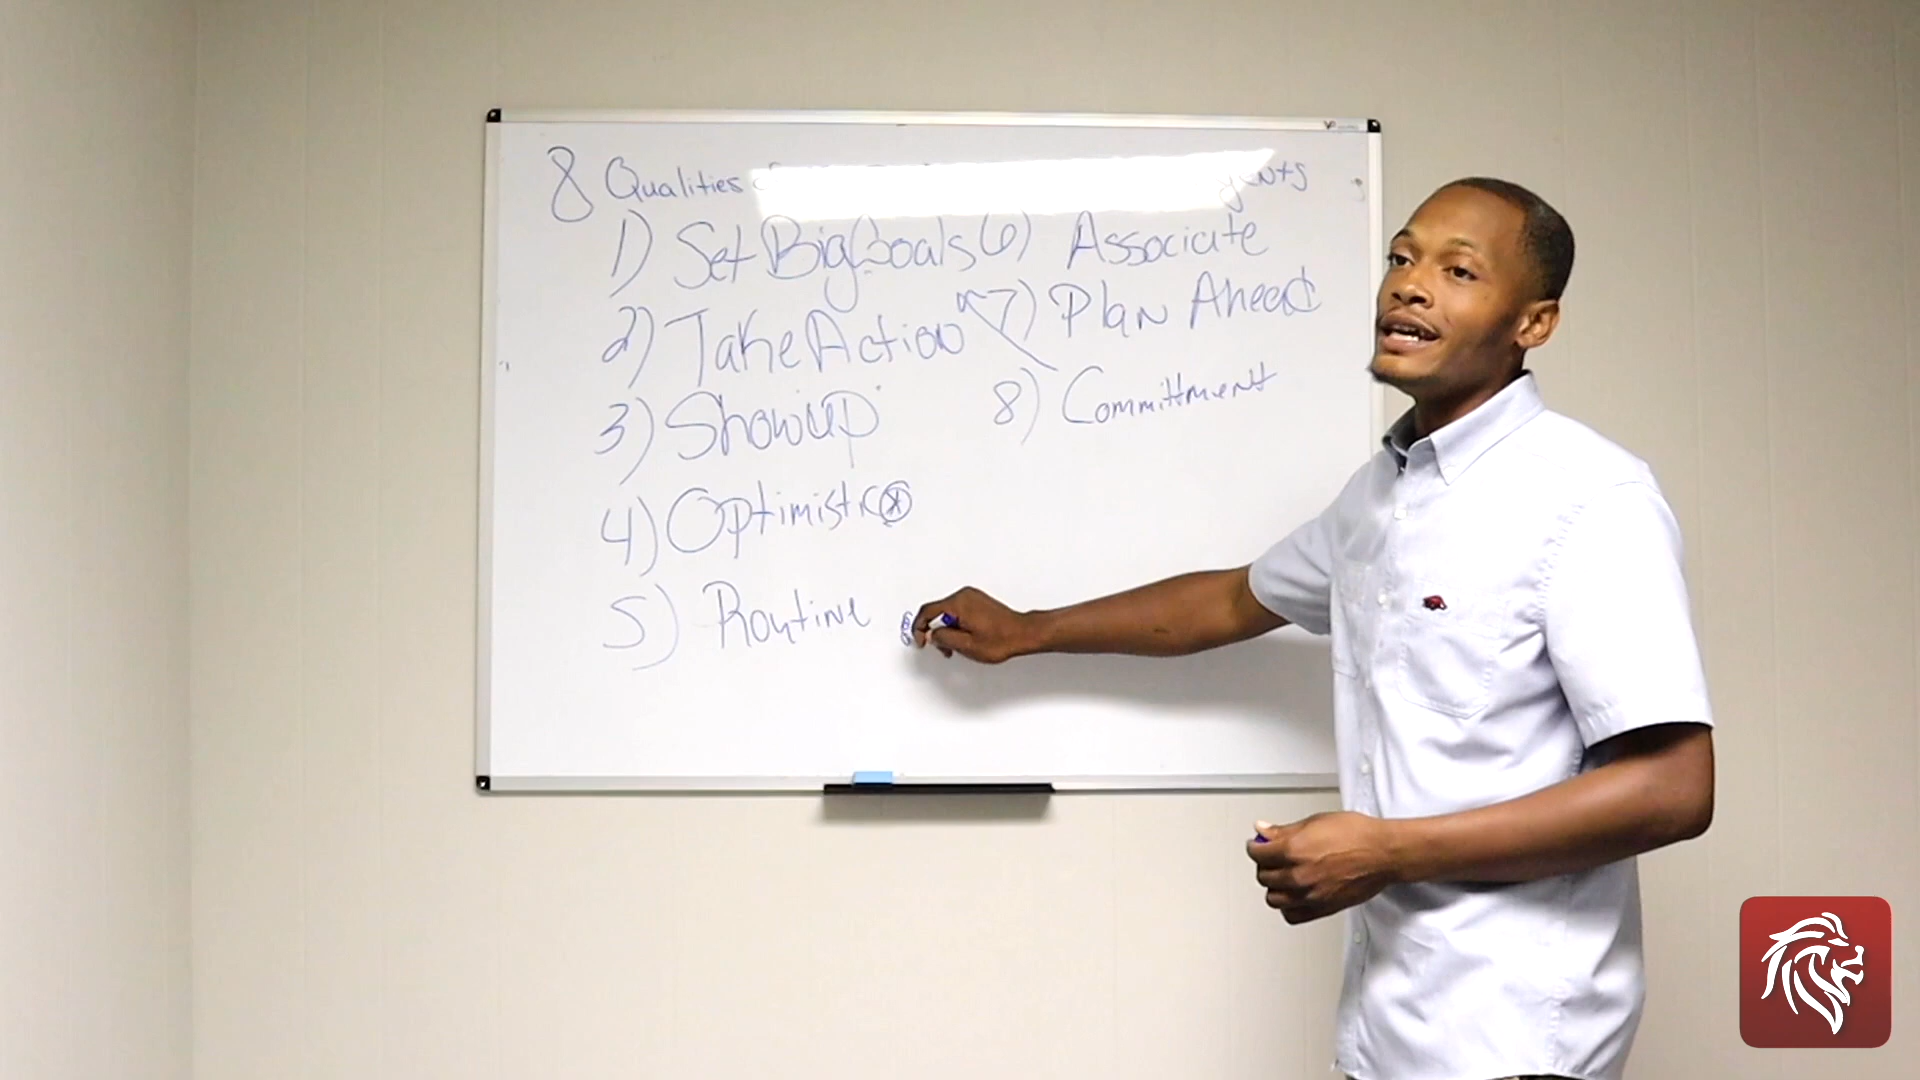 8 Qualities
1) Set Big Goals
2) Take Action
3) Show up
4) Optimistic
5) Routine
6) Associate
7) Plan Ahead
8) Committment